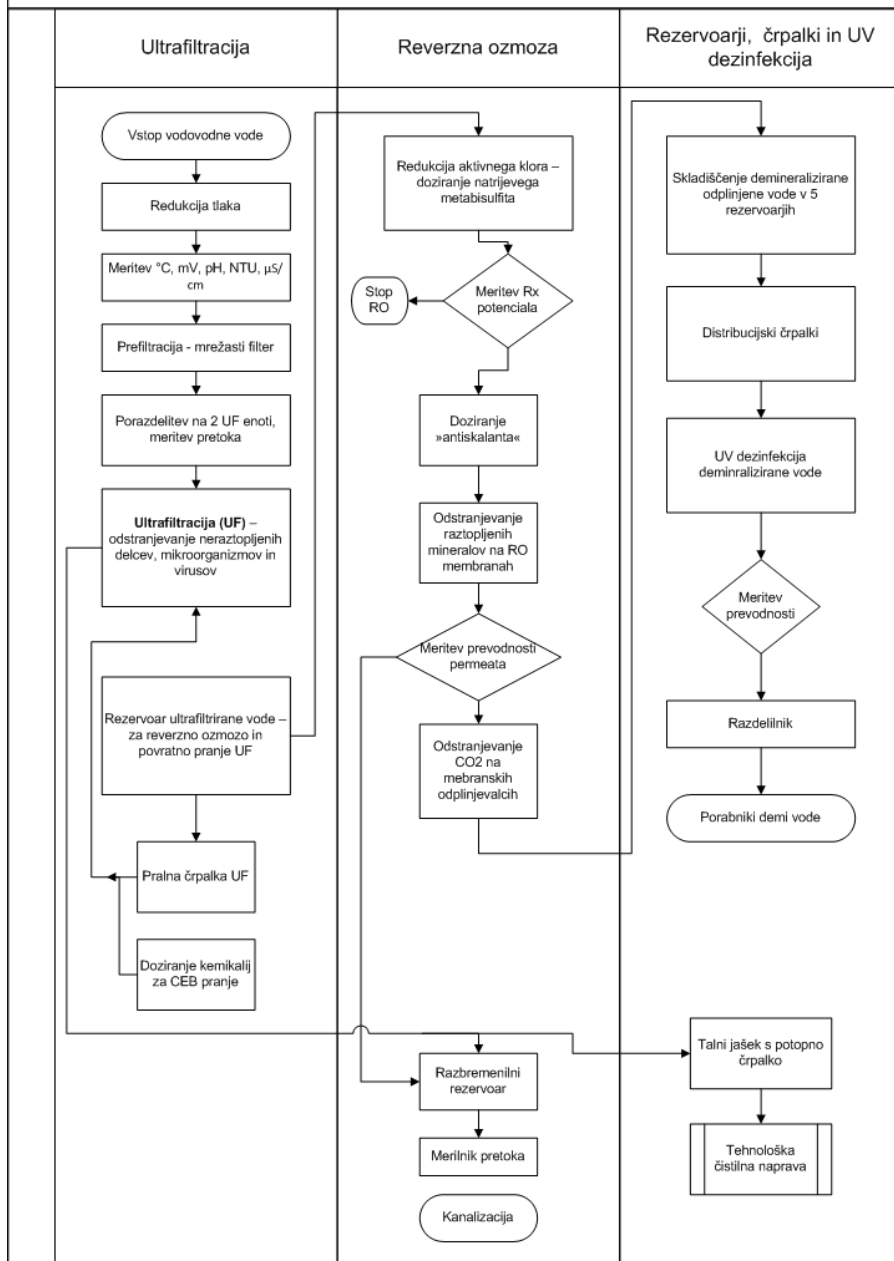 Ultrafiltracija
Reverzna ozmoza
Rezervoarji, črpalki in UV
dezinfekcija
Vstop vodovodne vode
Redukcija tlaka
Meritev °C, mV, pH, NTU, µS/
cm
Prefiltracija - mrežasti filter
Porazdelitev na 2 UF enoti,
meritev pretoka
Ultrafiltracija (UF) –
odstranjevanje neraztopljenih
delcev, mikroorganizmov in
virusov
Rezervoar ultrafiltrirane vode –
za reverzno ozmozo in
povratno pranje UF
Pralna črpalka UF
Doziranje kemikalij
za CEB pranje
Redukcija aktivnega klora –
doziranje natrijevega
metabisulfita
Stop
RO
Meritev Rx
potenciala
Doziranje
»antiskalanta«
Odstranjevanje
raztopljenih
mineralov na RO
membranah
Meritev prevodnosti
permeata
Odstranjevanje
CO2 na
mebranskih
odplinjevalcih
Razbremenilni
rezervoar
Merilnik pretoka
Kanalizacija
Skladiščenje demineralizirane
odplinjene vode v 5
rezervoarjih
Distribucijski črpalki
UV dezinfekcija
deminralizirane vode
Meritev
prevodnosti
Razdelilnik
Porabniki demi vode
Talni jašek s potopno
črpalko
Tehnološka
čistilna naprava